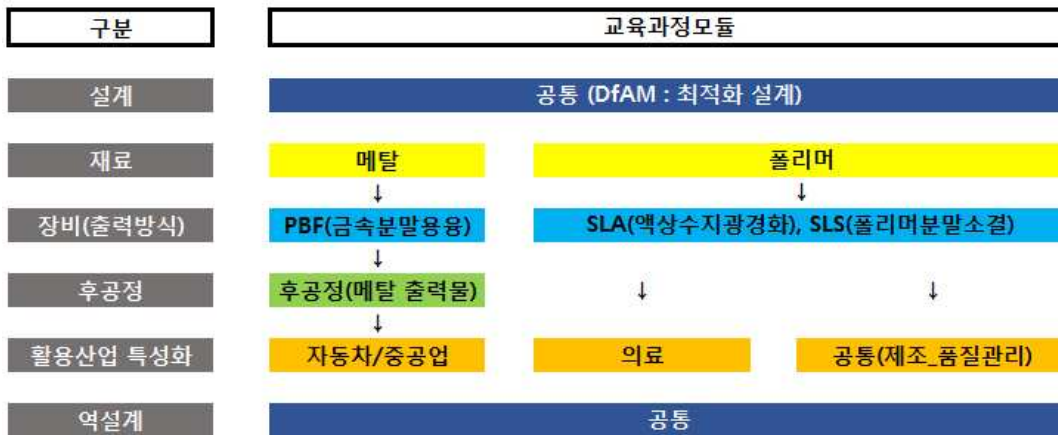 구분 교육과정모듈
설계 공통 (DfAM : 최적화 설계)
재료 메탈 폴리머
↓ ↓
장비(출력방식) PBF(금속분말용융) SLA(액상수지광경화), SLS(폴리머분말소결)
↓
후공정 후공정(메탈 출력물) ↓ ↓
↓
활용산업 특성화 자동차/중공업 의료 공통(제조_품질관리)
역설계 공통